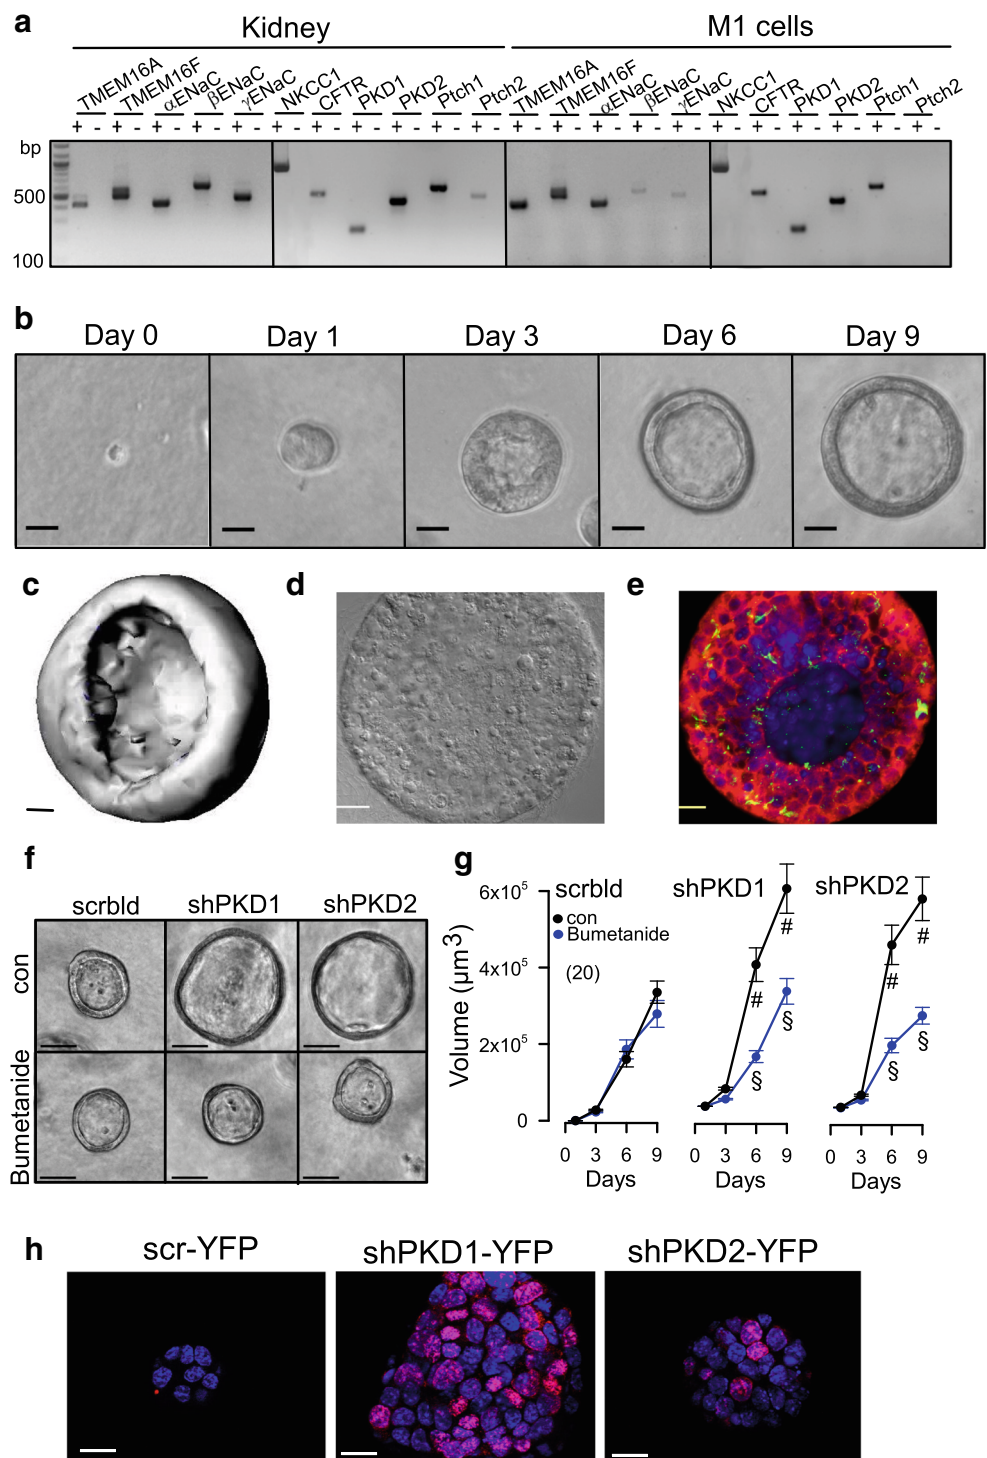 a
Kidney
M1 cells
TMEM16A TMEM16F αENaC βENaC γENaC NKCC1 CFTR PKD1 PKD2 Ptch1 Ptch2 TMEM16A TMEM16F αENaC βENaC γENaC NKCC1 CFTR PKD1 PKD2 Ptch1 Ptch2
+ - + - + - + - + - + - + - + - + - + - + - + - + - + - + - + - + - + - + - + - + - + -
bp
500
100
b
Day 0 Day 1 Day 3 Day 6 Day 9
c d e
f
scrbld shPKD1 shPKD2
con
Bumetanide
g
Volume (µm³)
6x10⁵
4x10⁵
2x10⁵
0
scrbld shPKD1 shPKD2
con
Bumetanide
(20)
# # # #
§ § § §
0 3 6 9 0 3 6 9 0 3 6 9
Days Days Days
h
scr-YFP shPKD1-YFP shPKD2-YFP